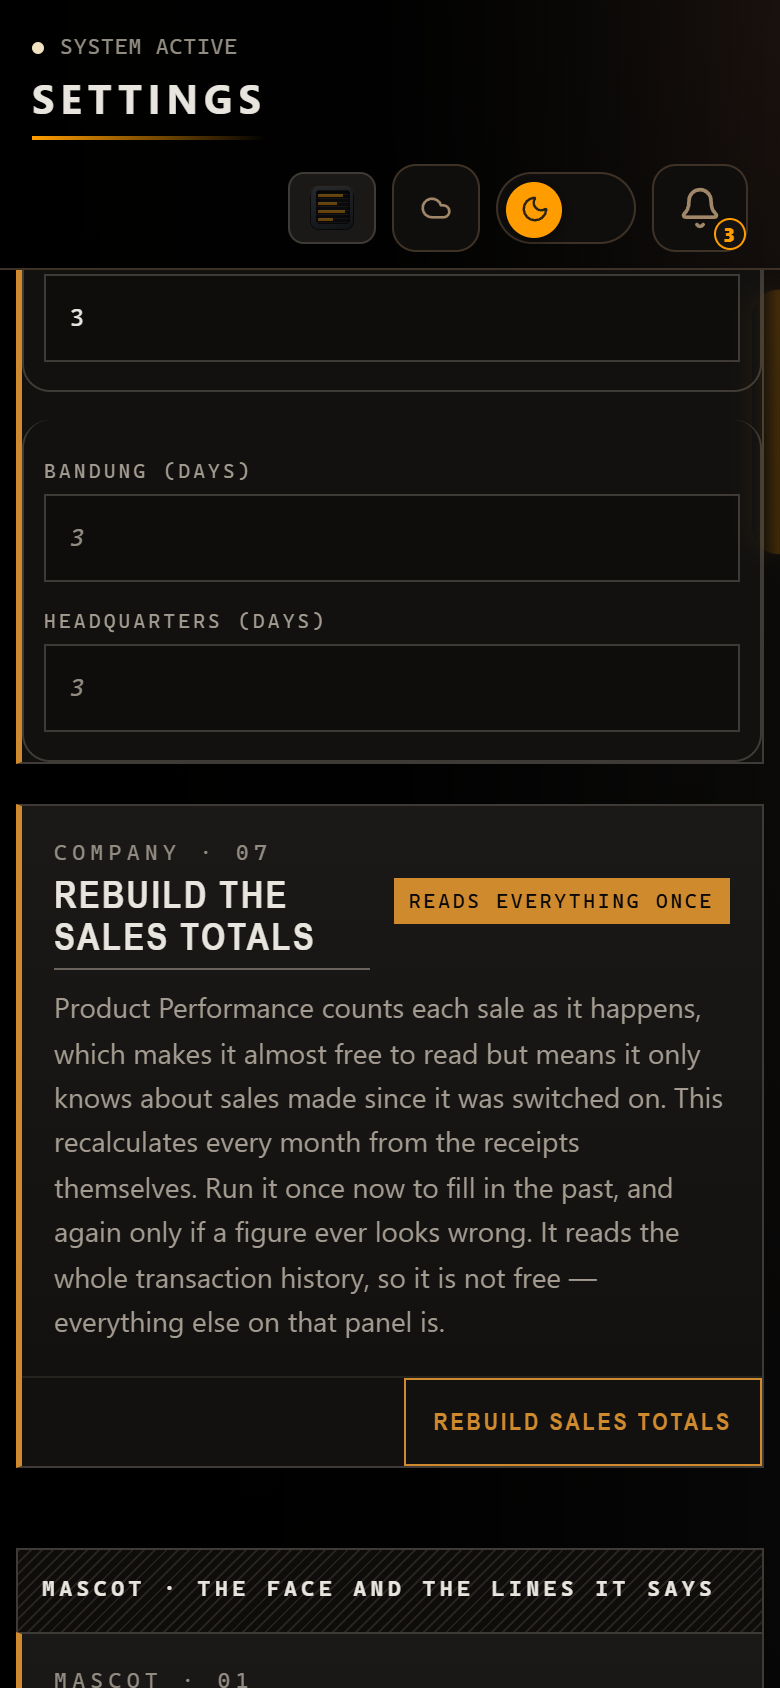 SYSTEM ACTIVE
SETTINGS
3
3
BANDUNG (DAYS)
3
HEADQUARTERS (DAYS)
3
COMPANY · 07
REBUILD THE
SALES TOTALS
READS EVERYTHING ONCE
Product Performance counts each sale as it happens,
which makes it almost free to read but means it only
knows about sales made since it was switched on. This
recalculates every month from the receipts
themselves. Run it once now to fill in the past, and
again only if a figure ever looks wrong. It reads the
whole transaction history, so it is not free —
everything else on that panel is.
REBUILD SALES TOTALS
MASCOT · THE FACE AND THE LINES IT SAYS
MASCOT · 01